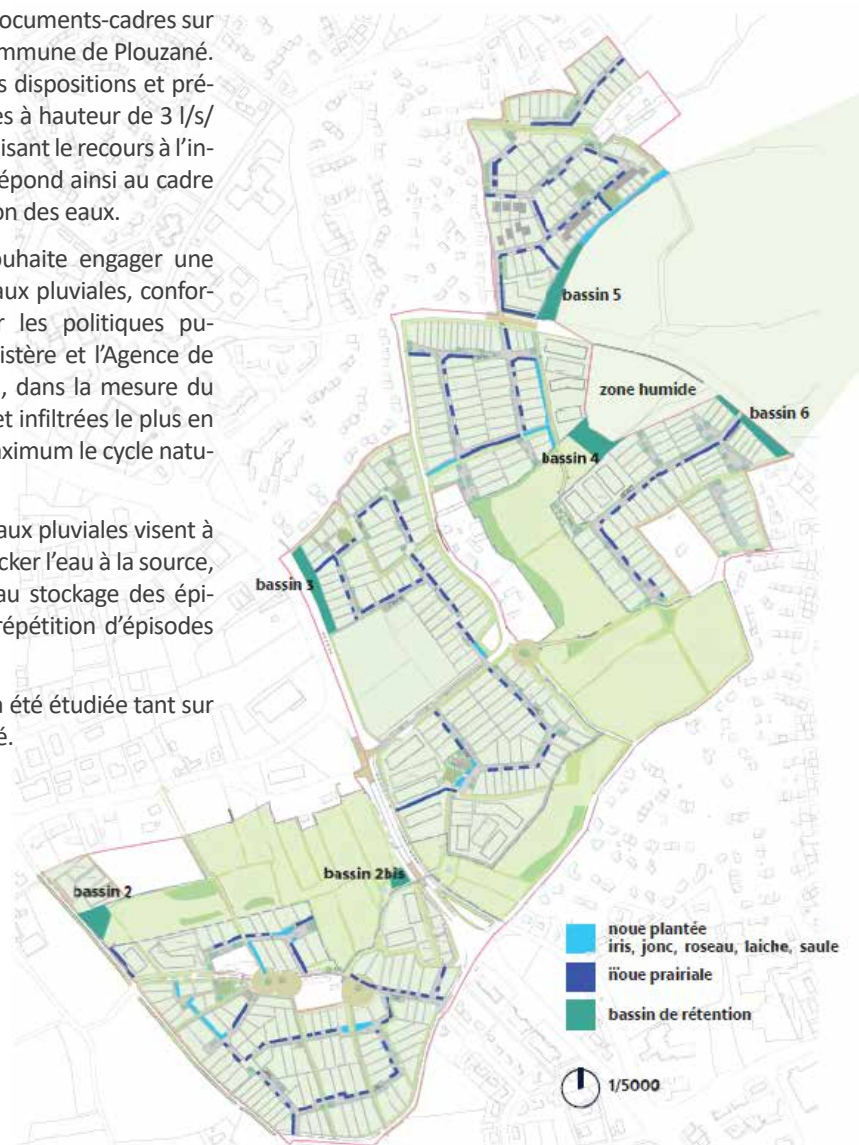 ocuments-cadres sur
mmune de Plouzané.
s dispositions et pré-
es à hauteur de 3 l/s/
isant le recours à l’in-
épond ainsi au cadre
on des eaux.
ouhaite engager une
aux pluviales, confor-
r les politiques pu-
istère et l’Agence de
, dans la mesure du
et infiltrées le plus en
aximum le cycle natu-
aux pluviales visent à
cker l’eau à la source,
au stockage des épi-
répétition d’épisodes
a été étudiée tant sur
é.
bassin 5
zone humide
bassin 6
bassin 4
bassin 3
bassin 2bis
bassin 2
noue plantée
iris, jonc, roseau, laiche, saule
noue prairiale
bassin de rétention
1/5000